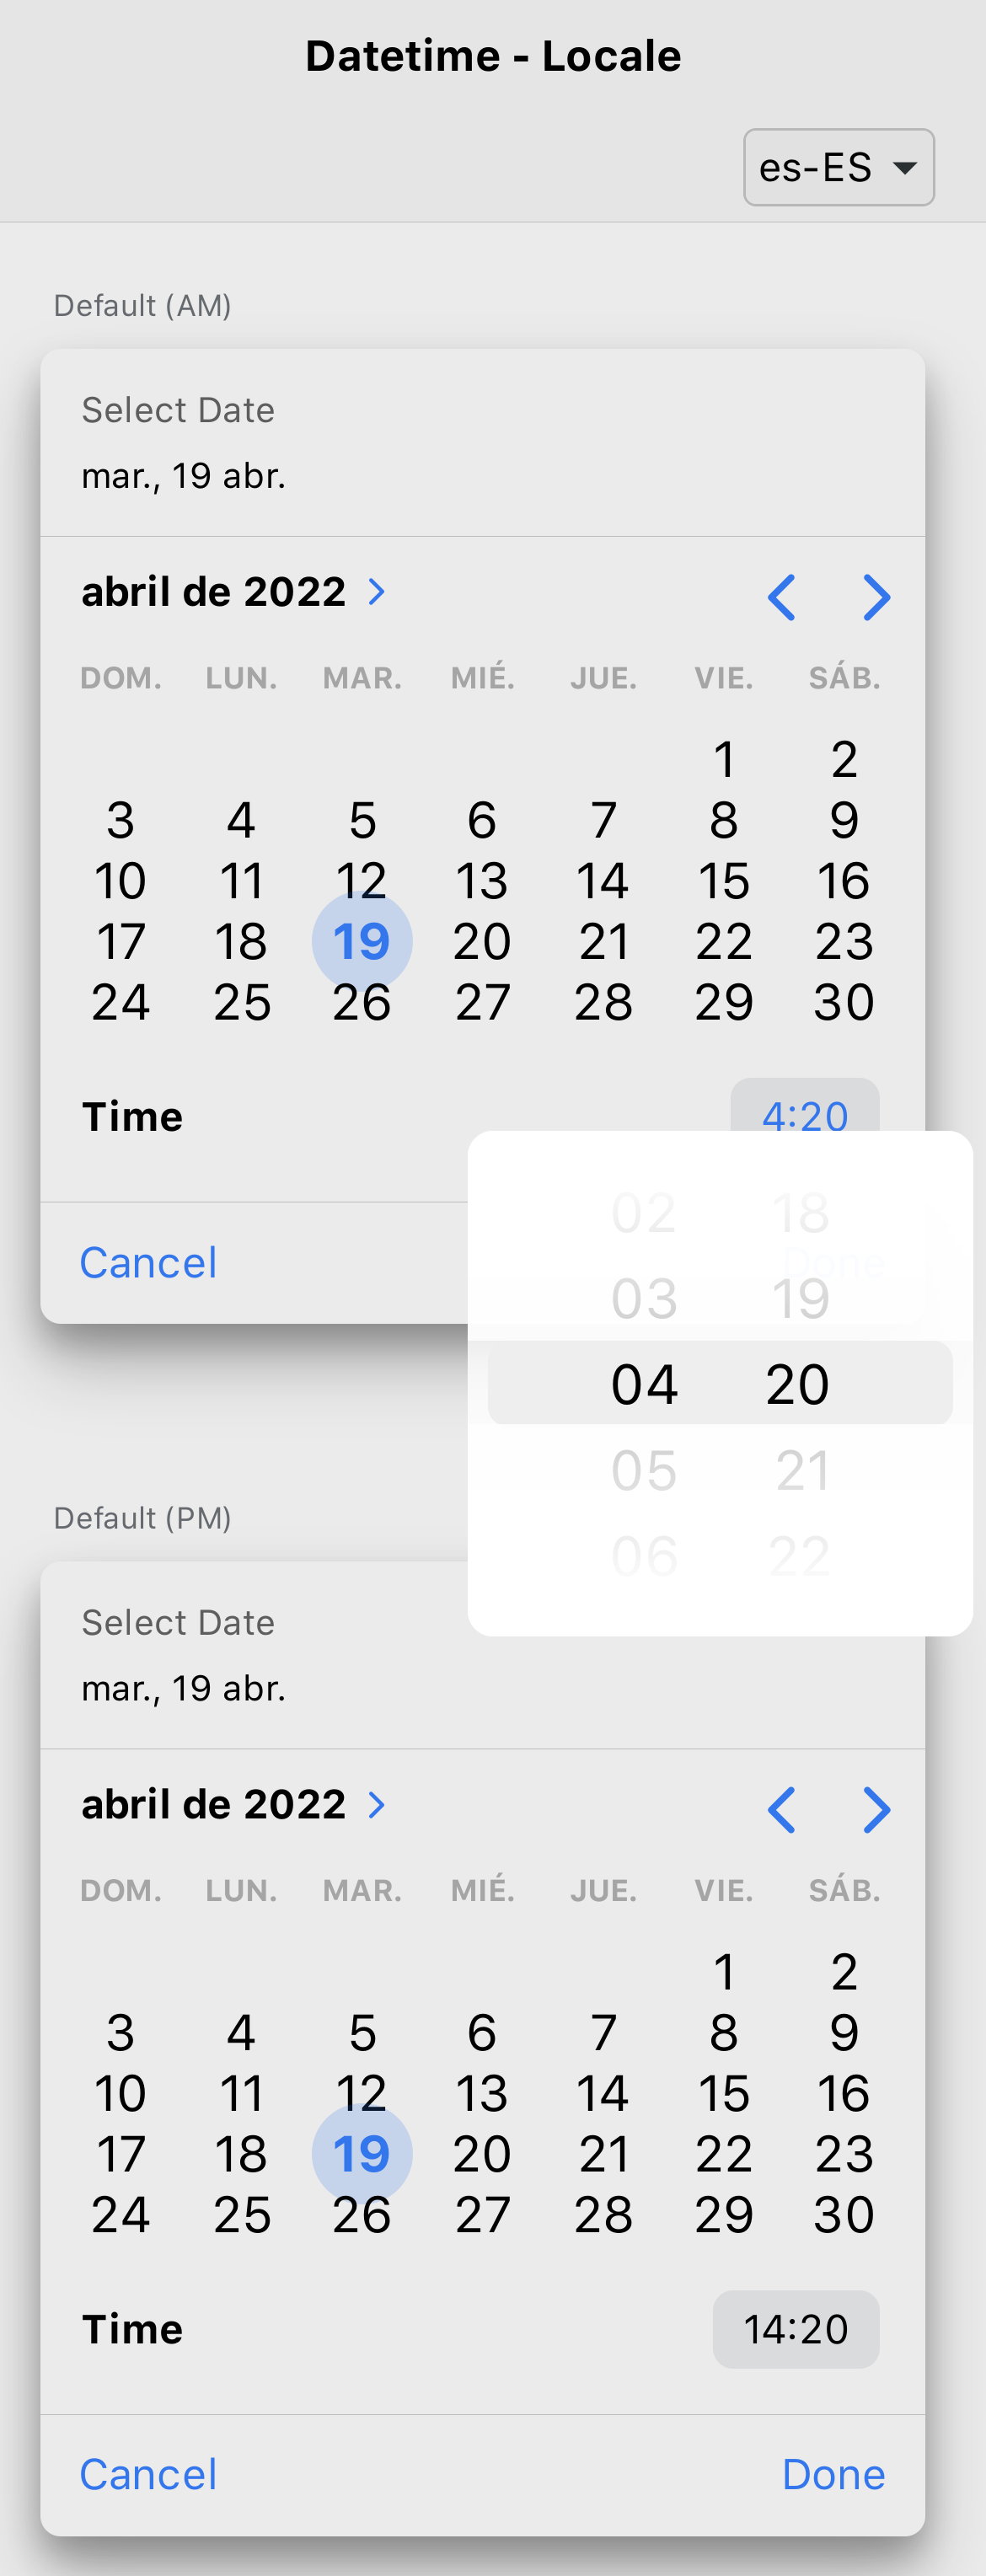 Datetime - Locale
es-ES
Default (AM)
Select Date
mar., 19 abr.
abril de 2022
DOM. LUN. MAR. MIÉ. JUE. VIE. SÁB.
1 2
3 4 5 6 7 8 9
10 11 12 13 14 15 16
17 18 19 20 21 22 23
24 25 26 27 28 29 30
Time 4:20
02 18
Cancel Done
03 19
04 20
05 21
06 22
Default (PM)
Select Date
mar., 19 abr.
abril de 2022
DOM. LUN. MAR. MIÉ. JUE. VIE. SÁB.
1 2
3 4 5 6 7 8 9
10 11 12 13 14 15 16
17 18 19 20 21 22 23
24 25 26 27 28 29 30
Time 14:20
Cancel Done